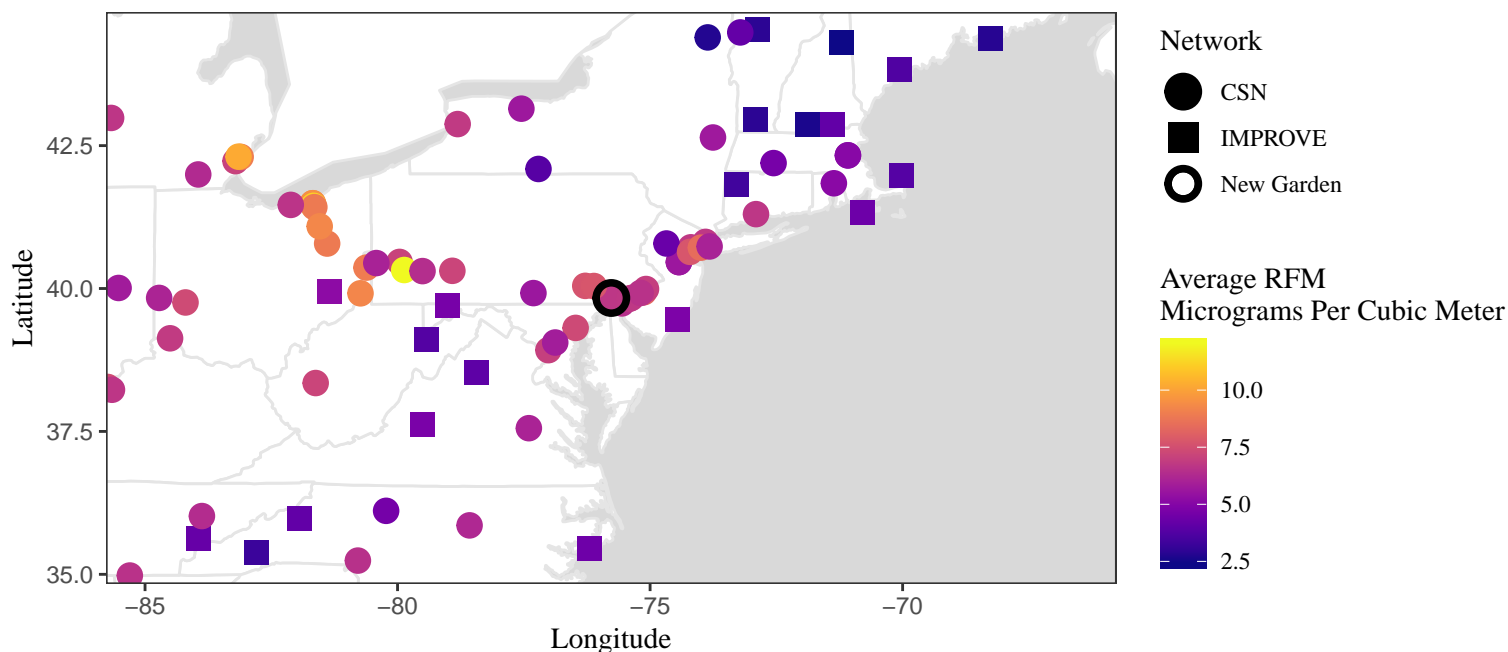 42.5
40.0
37.5
35.0
Latitude
−85
−80
−75
−70
Longitude
Network
CSN
IMPROVE
New Garden
Average RFM
Micrograms Per Cubic Meter
10.0
7.5
5.0
2.5